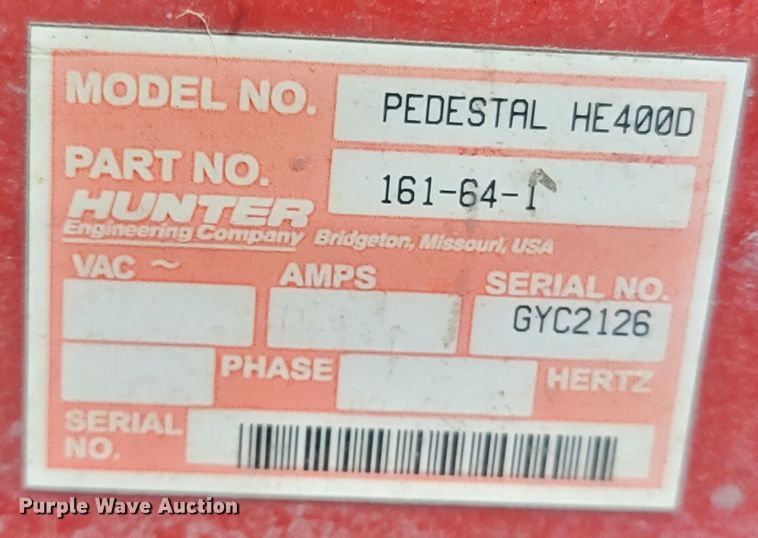 MODEL NO. PEDESTAL HE400D
PART NO. 161-64-1
HUNTER
Engineering Company Bridgeton, Missouri, USA
VAC ~ AMPS SERIAL NO.
GYC2126
PHASE HERTZ
SERIAL
NO.
Purple Wave Auction